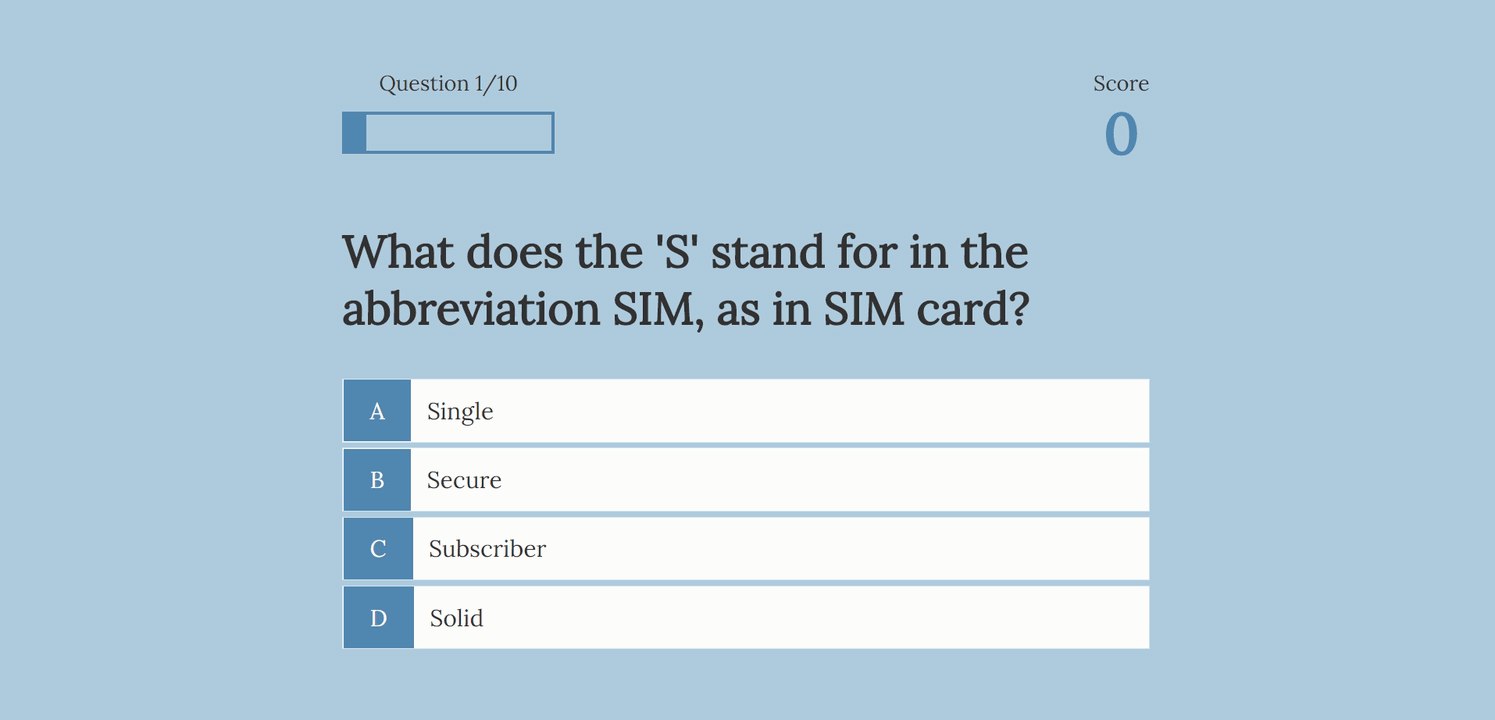 Question 1/10
Score
0
What does the 'S' stand for in the
abbreviation SIM, as in SIM card?
A Single
B Secure
C Subscriber
D Solid